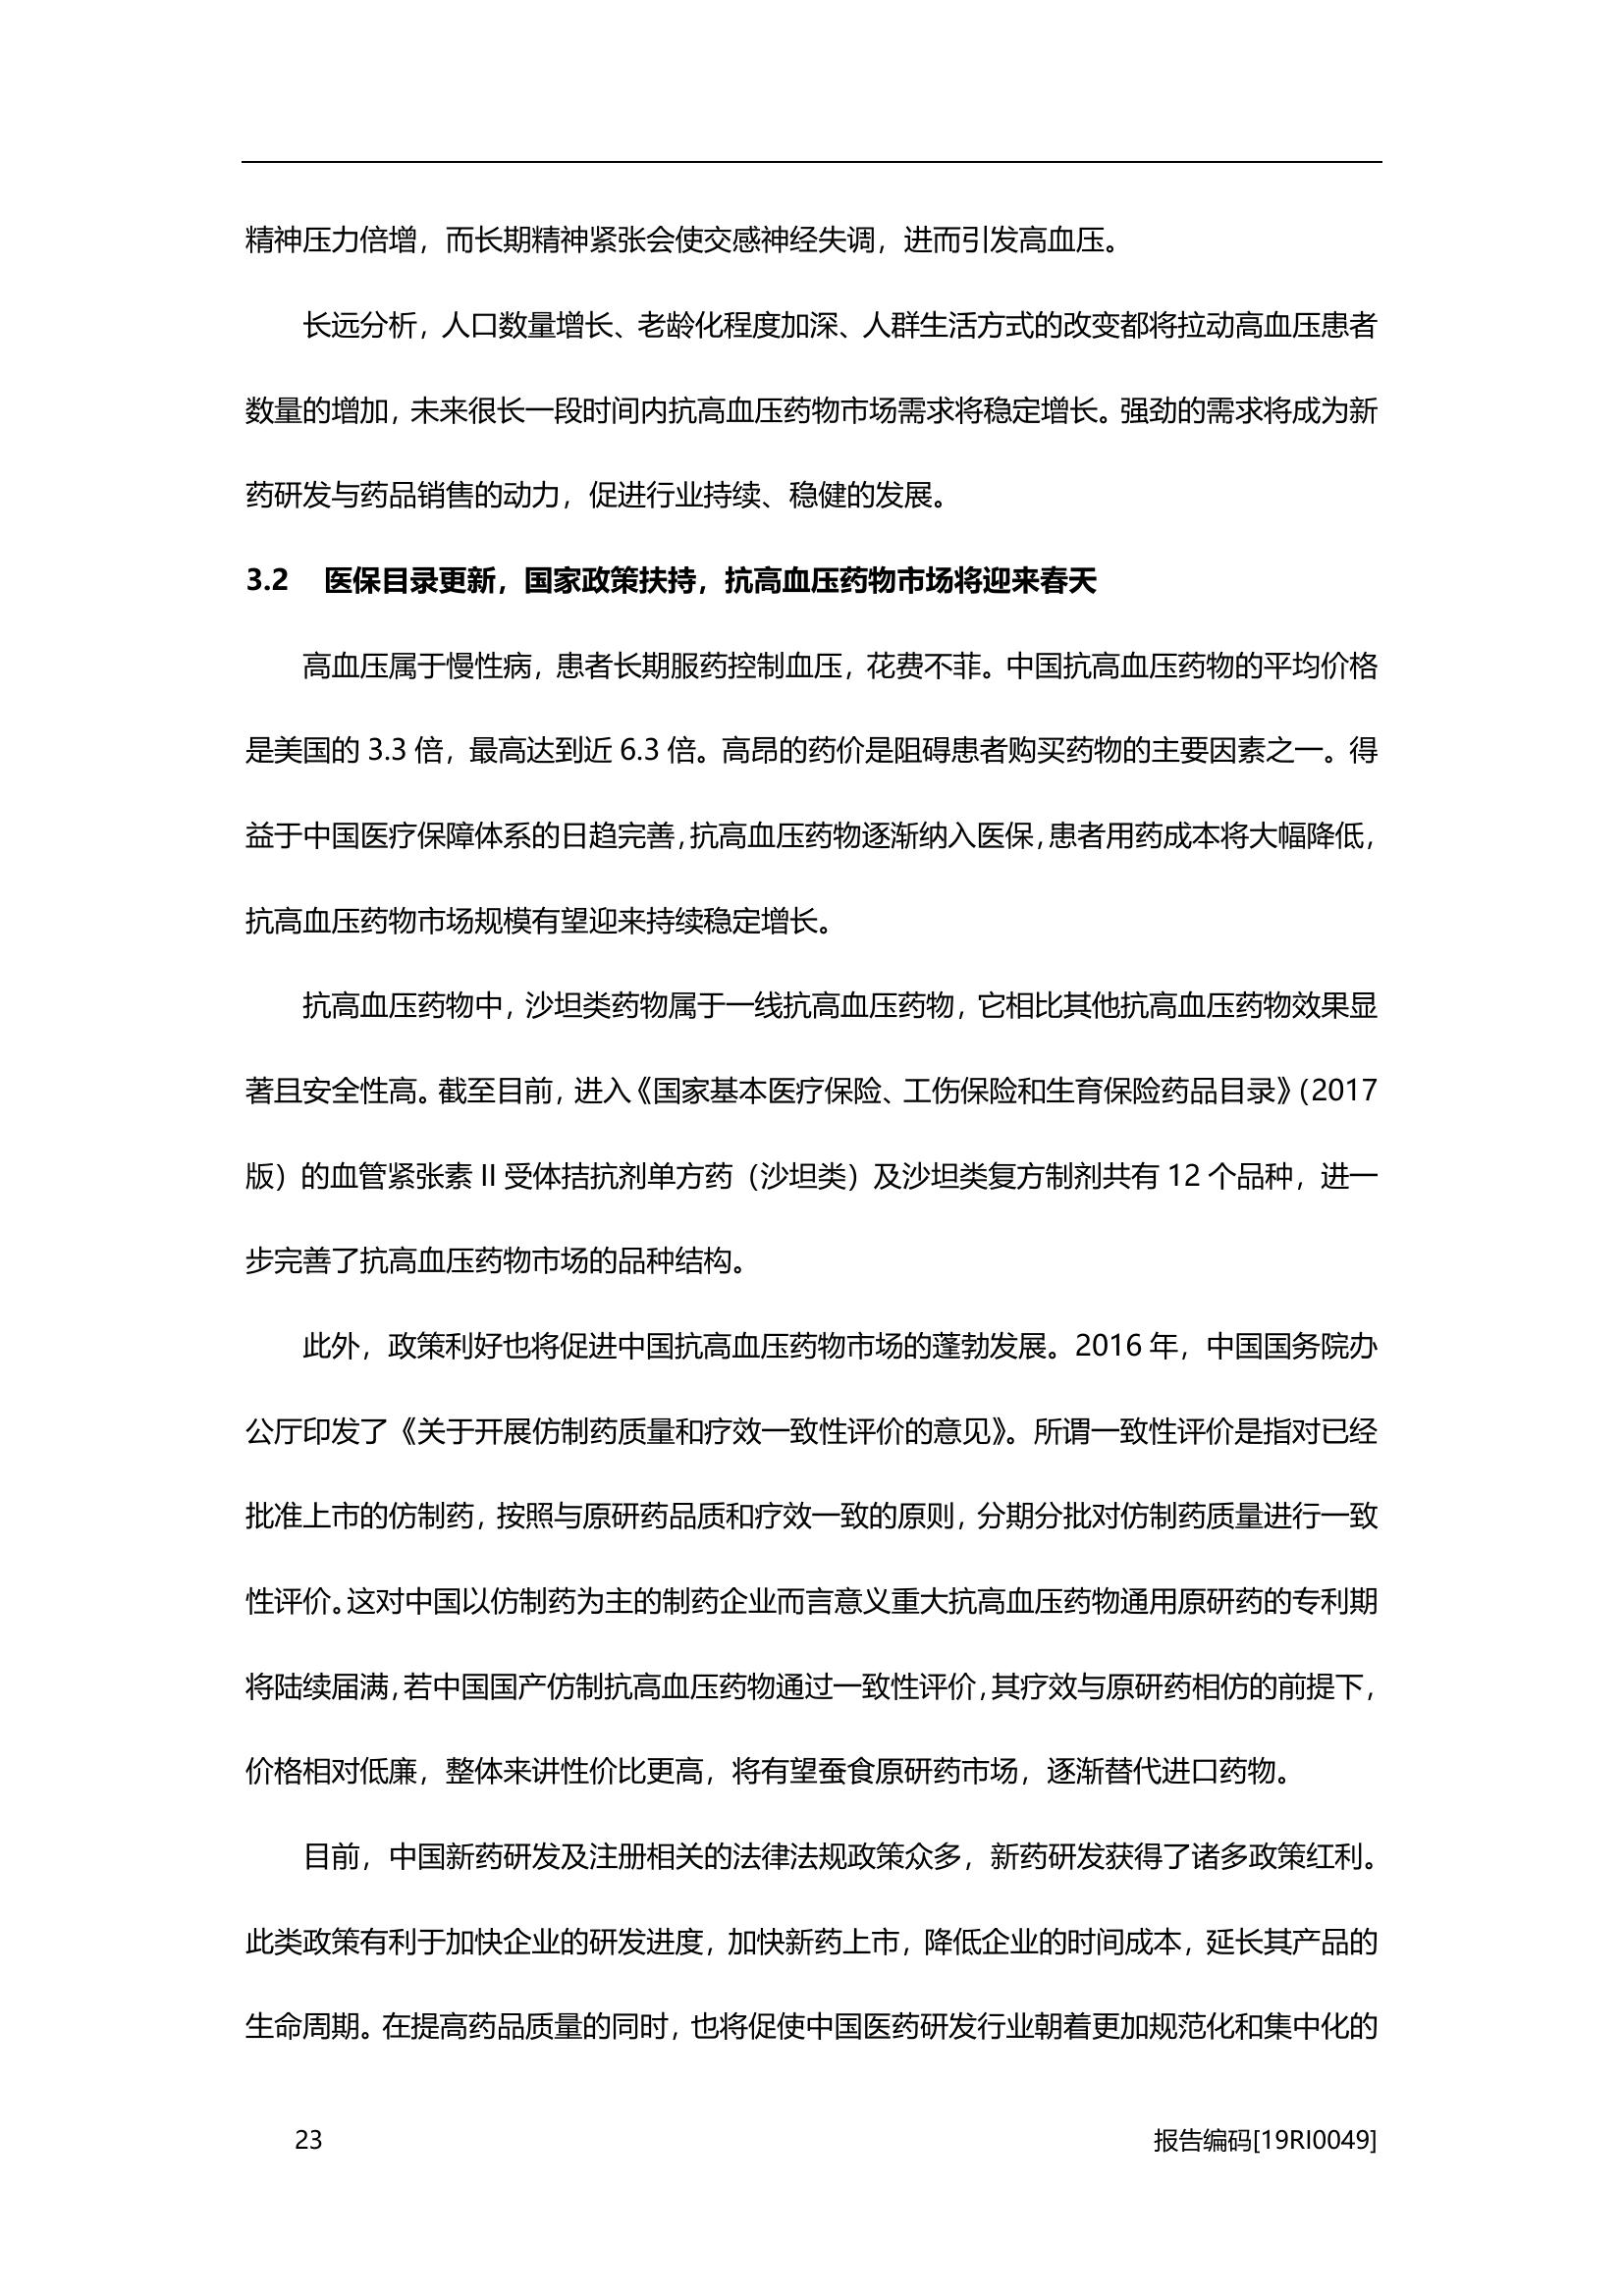 精神压力倍增，而长期精神紧张会使交感神经失调，进而引发高血压。
长远分析，人口数量增长、老龄化程度加深、人群生活方式的改变都将拉动高血压患者
数量的增加，未来很长一段时间内抗高血压药物市场需求将稳定增长。强劲的需求将成为新
药研发与药品销售的动力，促进行业持续、稳健的发展。
3.2 医保目录更新，国家政策扶持，抗高血压药物市场将迎来春天
高血压属于慢性病，患者长期服药控制血压，花费不菲。中国抗高血压药物的平均价格
是美国的 3.3 倍，最高达到近 6.3 倍。高昂的药价是阻碍患者购买药物的主要因素之一。得
益于中国医疗保障体系的日趋完善，抗高血压药物逐渐纳入医保，患者用药成本将大幅降低，
抗高血压药物市场规模有望迎来持续稳定增长。
抗高血压药物中，沙坦类药物属于一线抗高血压药物，它相比其他抗高血压药物效果显
著且安全性高。截至目前，进入《国家基本医疗保险、工伤保险和生育保险药品目录》（2017
版）的血管紧张素 II 受体拮抗剂单方药（沙坦类）及沙坦类复方制剂共有 12 个品种，进一
步完善了抗高血压药物市场的品种结构。
此外，政策利好也将促进中国抗高血压药物市场的蓬勃发展。2016 年，中国国务院办
公厅印发了《关于开展仿制药质量和疗效一致性评价的意见》。所谓一致性评价是指对已经
批准上市的仿制药，按照与原研药品质和疗效一致的原则，分期分批对仿制药质量进行一致
性评价。这对中国以仿制药为主的制药企业而言意义重大抗高血压药物通用原研药的专利期
将陆续届满，若中国国产仿制抗高血压药物通过一致性评价，其疗效与原研药相仿的前提下，
价格相对低廉，整体来讲性价比更高，将有望蚕食原研药市场，逐渐替代进口药物。
目前，中国新药研发及注册相关的法律法规政策众多，新药研发获得了诸多政策红利。
此类政策有利于加快企业的研发进度，加快新药上市，降低企业的时间成本，延长其产品的
生命周期。在提高药品质量的同时，也将促使中国医药研发行业朝着更加规范化和集中化的
23 报告编码[19RI0049]